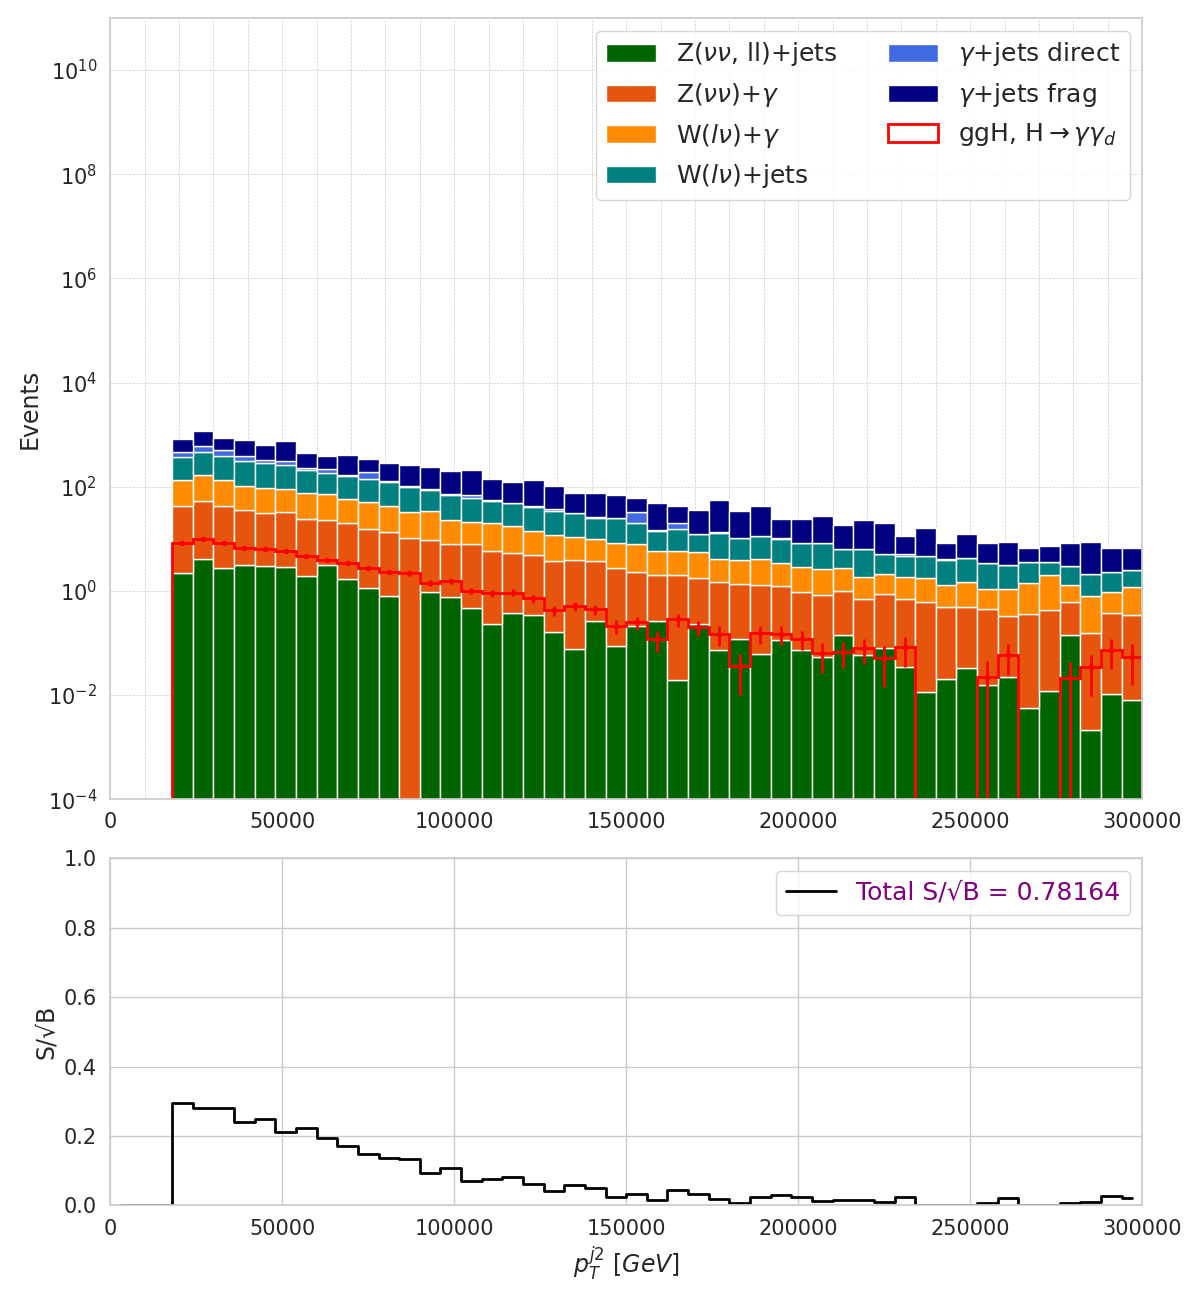 Z(νν, ll)+jets
Z(νν)+γ
W(lν)+γ
W(lν)+jets
γ+jets direct
γ+jets frag
ggH, H→γγ_d
Events
10^10
10^8
10^6
10^4
10^2
10^0
10^−2
10^−4
0 50000 100000 150000 200000 250000 300000
Total S/√B = 0.78164
S/√B
1.0
0.8
0.6
0.4
0.2
0.0
0 50000 100000 150000 200000 250000 300000
p_T^{j2} [GeV]